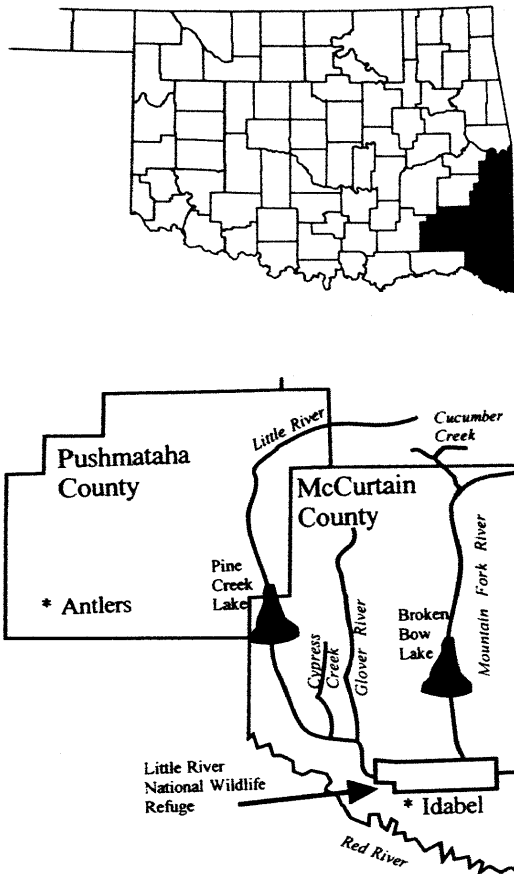 Little River
Cucumber
Creek
Pushmataha
County
McCurtain
County
Pine
Creek
Lake
* Antlers
Cypress
Creek
Glover River
Broken
Bow
Lake
Mountain Fork River
Little River
National Wildlife
Refuge
* Idabel
Red River